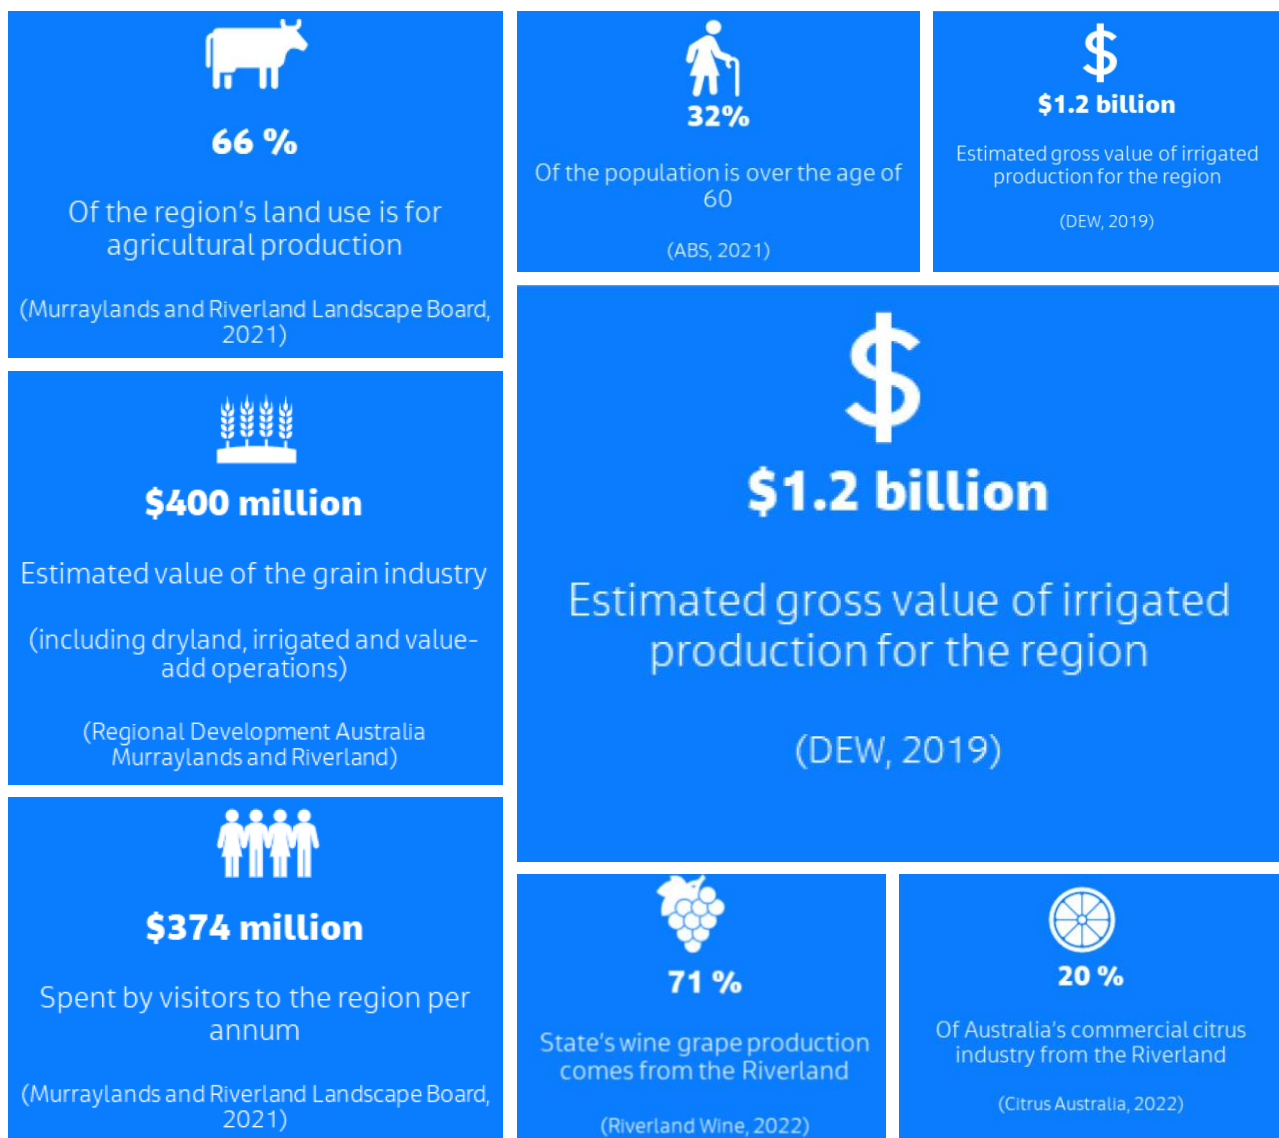 66 %
Of the region's land use is for
agricultural production
(Murraylands and Riverland Landscape Board,
2021)
32%
Of the population is over the age of
60
(ABS, 2021)
$
$1.2 billion
Estimated gross value of irrigated
production for the region
(DEW, 2019)
$400 million
Estimated value of the grain industry
(including dryland, irrigated and value-
add operations)
(Regional Development Australia
Murraylands and Riverland)
$
$1.2 billion
Estimated gross value of irrigated
production for the region
(DEW, 2019)
$374 million
Spent by visitors to the region per
annum
(Murraylands and Riverland Landscape Board,
2021)
71 %
State's wine grape production
comes from the Riverland
(Riverland Wine, 2022)
20 %
Of Australia's commercial citrus
industry from the Riverland
(Citrus Australia, 2022)